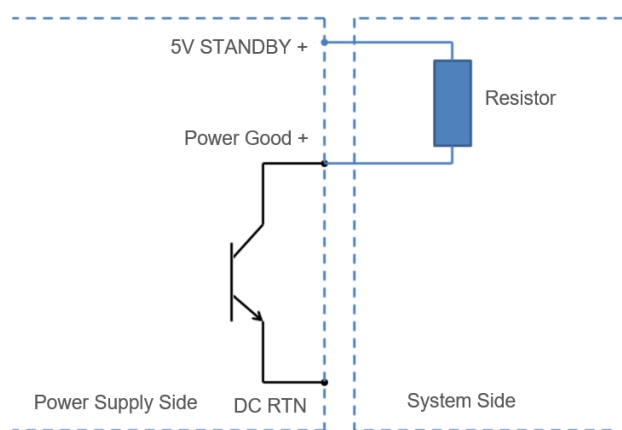 5V STANDBY +
Resistor
Power Good +
Power Supply Side
DC RTN
System Side